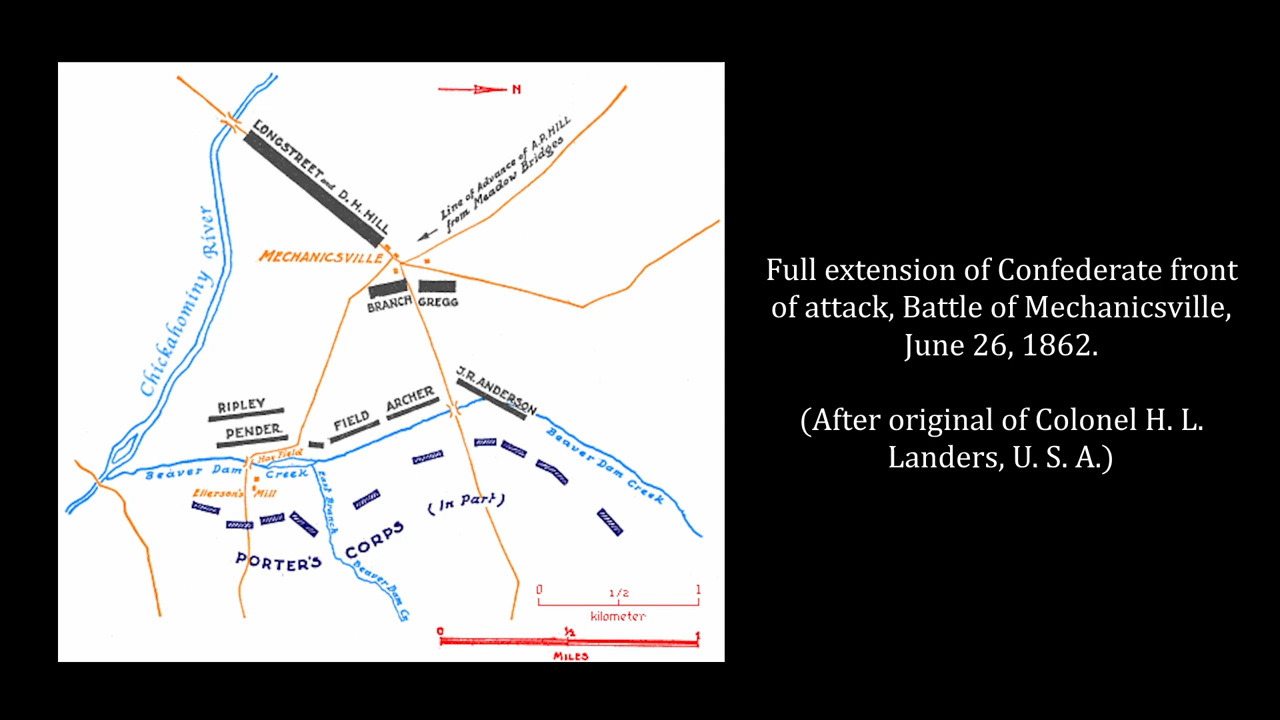 N
LONGSTREET and D. H. HILL
Line of Advance of A.P. HILL
from Meadow Bridges
Chickahominy River
MECHANICSVILLE
BRANCH
GREGG
J.R. ANDERSON
RIPLEY
PENDER
FIELD
ARCHER
Hay Field
Beaver Dam Creek
Beaver Dam Creek
Ellerson's Mill
East Branch
Beaver Dam Cr
PORTER'S CORPS (In Part)
0 1/2 1
kilometer
0 ½ 1
MILES
Full extension of Confederate front
of attack, Battle of Mechanicsville,
June 26, 1862.
(After original of Colonel H. L.
Landers, U. S. A.)